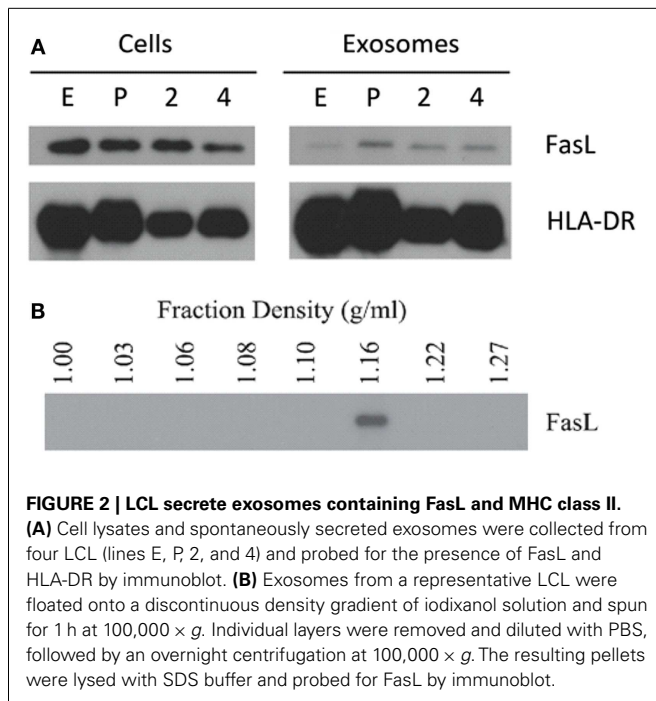 A
Cells Exosomes
E P 2 4 E P 2 4
FasL
HLA-DR
B
Fraction Density (g/ml)
1.00 1.03 1.06 1.08 1.10 1.16 1.22 1.27
FasL
FIGURE 2 | LCL secrete exosomes containing FasL and MHC class II.
(A) Cell lysates and spontaneously secreted exosomes were collected from
four LCL (lines E, P, 2, and 4) and probed for the presence of FasL and
HLA-DR by immunoblot. (B) Exosomes from a representative LCL were
floated onto a discontinuous density gradient of iodixanol solution and spun
for 1 h at 100,000 × g. Individual layers were removed and diluted with PBS,
followed by an overnight centrifugation at 100,000 × g. The resulting pellets
were lysed with SDS buffer and probed for FasL by immunoblot.